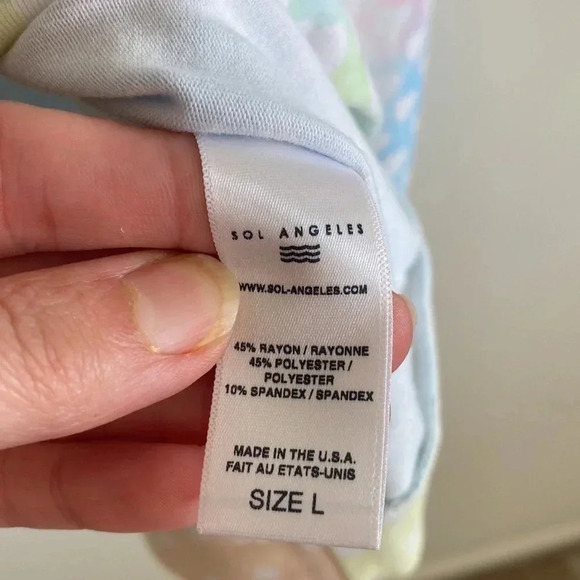 SOL ANGELES
WWW.SOL-ANGELES.COM
45% RAYON / RAYONNE
45% POLYESTER /
POLYESTER
10% SPANDEX / SPANDEX
MADE IN THE U.S.A.
FAIT AU ETATS-UNIS
SIZE L